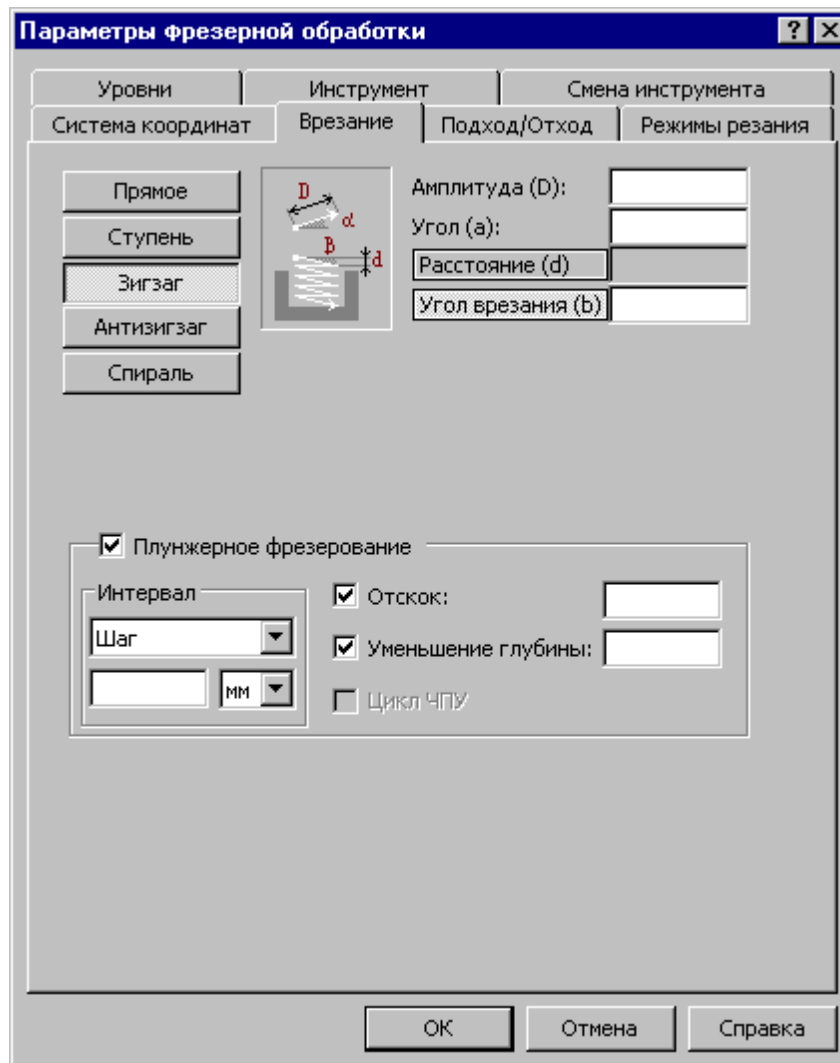 Параметры фрезерной обработки
Уровни Инструмент Смена инструмента
Система координат Врезание Подход/Отход Режимы резания
Прямое
Ступень
Зигзаг
Антизигзаг
Спираль
D
α
B
d
Амплитуда (D):
Угол (a):
Расстояние (d)
Угол врезания (b)
Плунжерное фрезерование
Интервал
Шаг
мм
Отскок:
Уменьшение глубины:
Цикл ЧПУ
ОК Отмена Справка